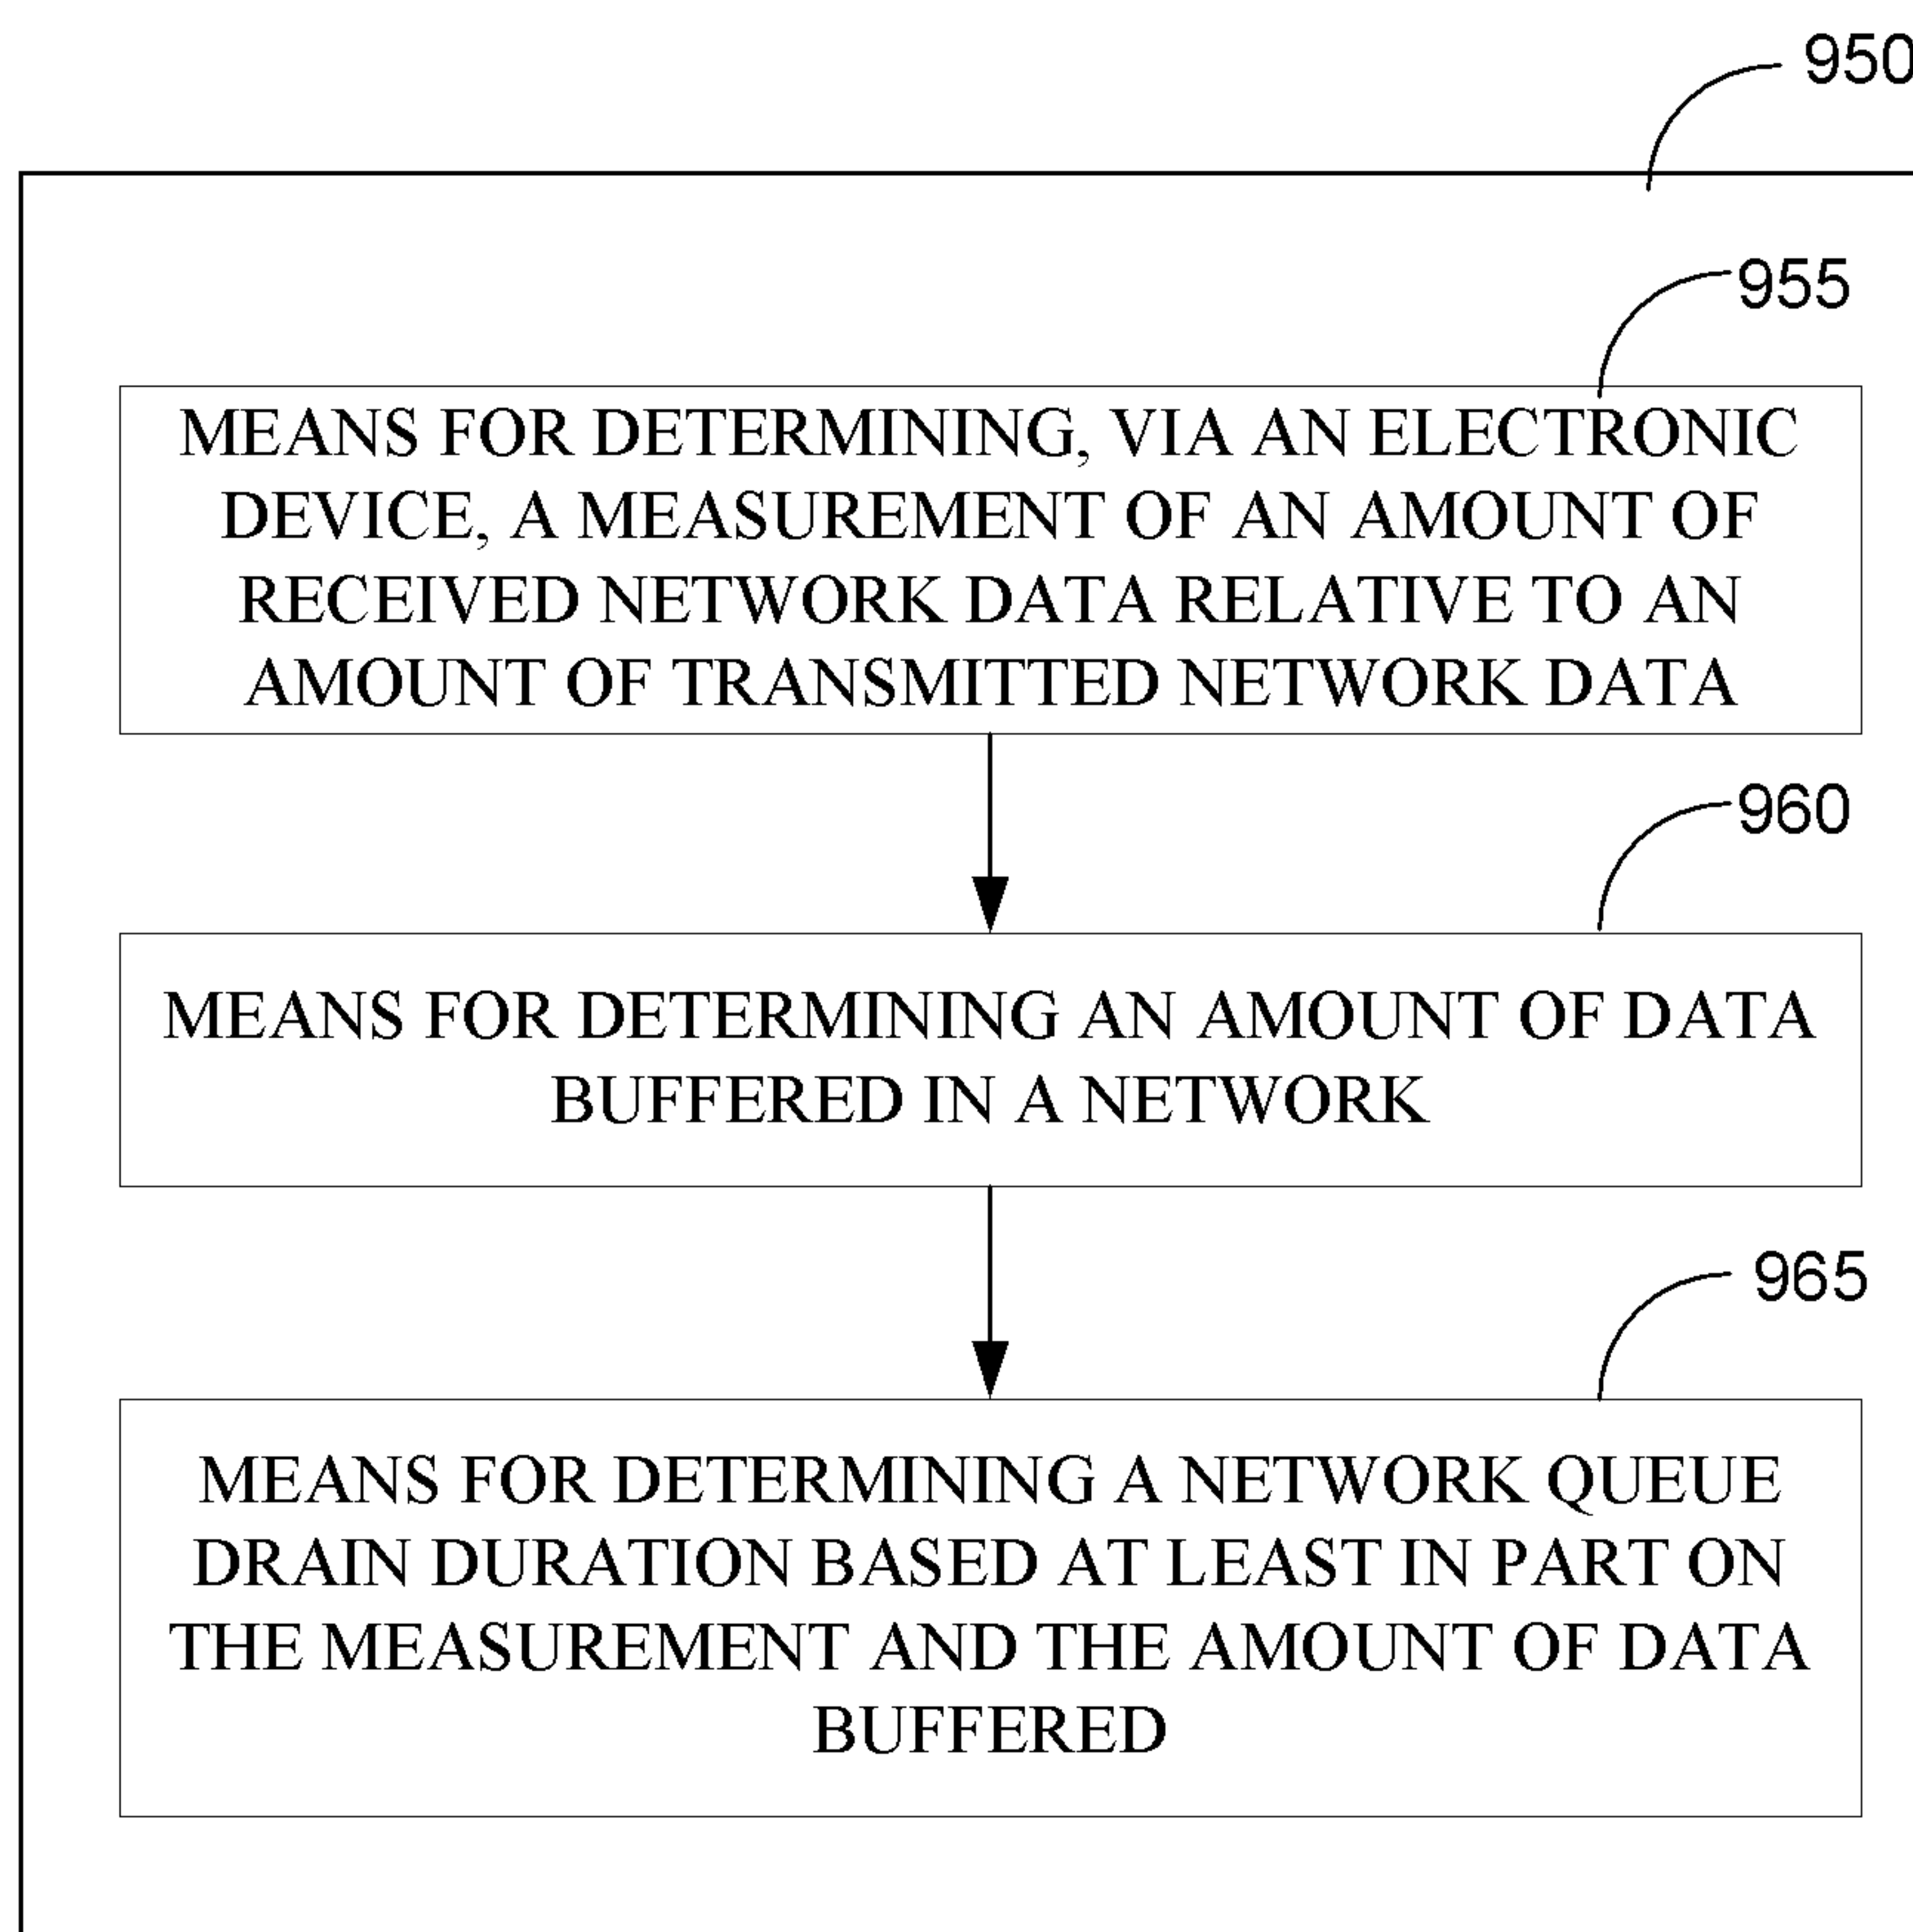 950
955
MEANS FOR DETERMINING, VIA AN ELECTRONIC
DEVICE, A MEASUREMENT OF AN AMOUNT OF
RECEIVED NETWORK DATA RELATIVE TO AN
AMOUNT OF TRANSMITTED NETWORK DATA
960
MEANS FOR DETERMINING AN AMOUNT OF DATA
BUFFERED IN A NETWORK
965
MEANS FOR DETERMINING A NETWORK QUEUE
DRAIN DURATION BASED AT LEAST IN PART ON
THE MEASUREMENT AND THE AMOUNT OF DATA
BUFFERED